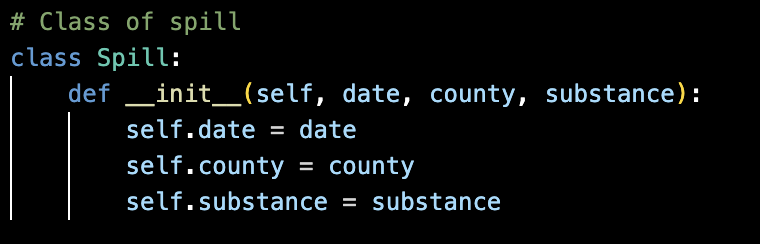 # Class of spill
class Spill:
    def __init__(self, date, county, substance):
        self.date = date
        self.county = county
        self.substance = substance